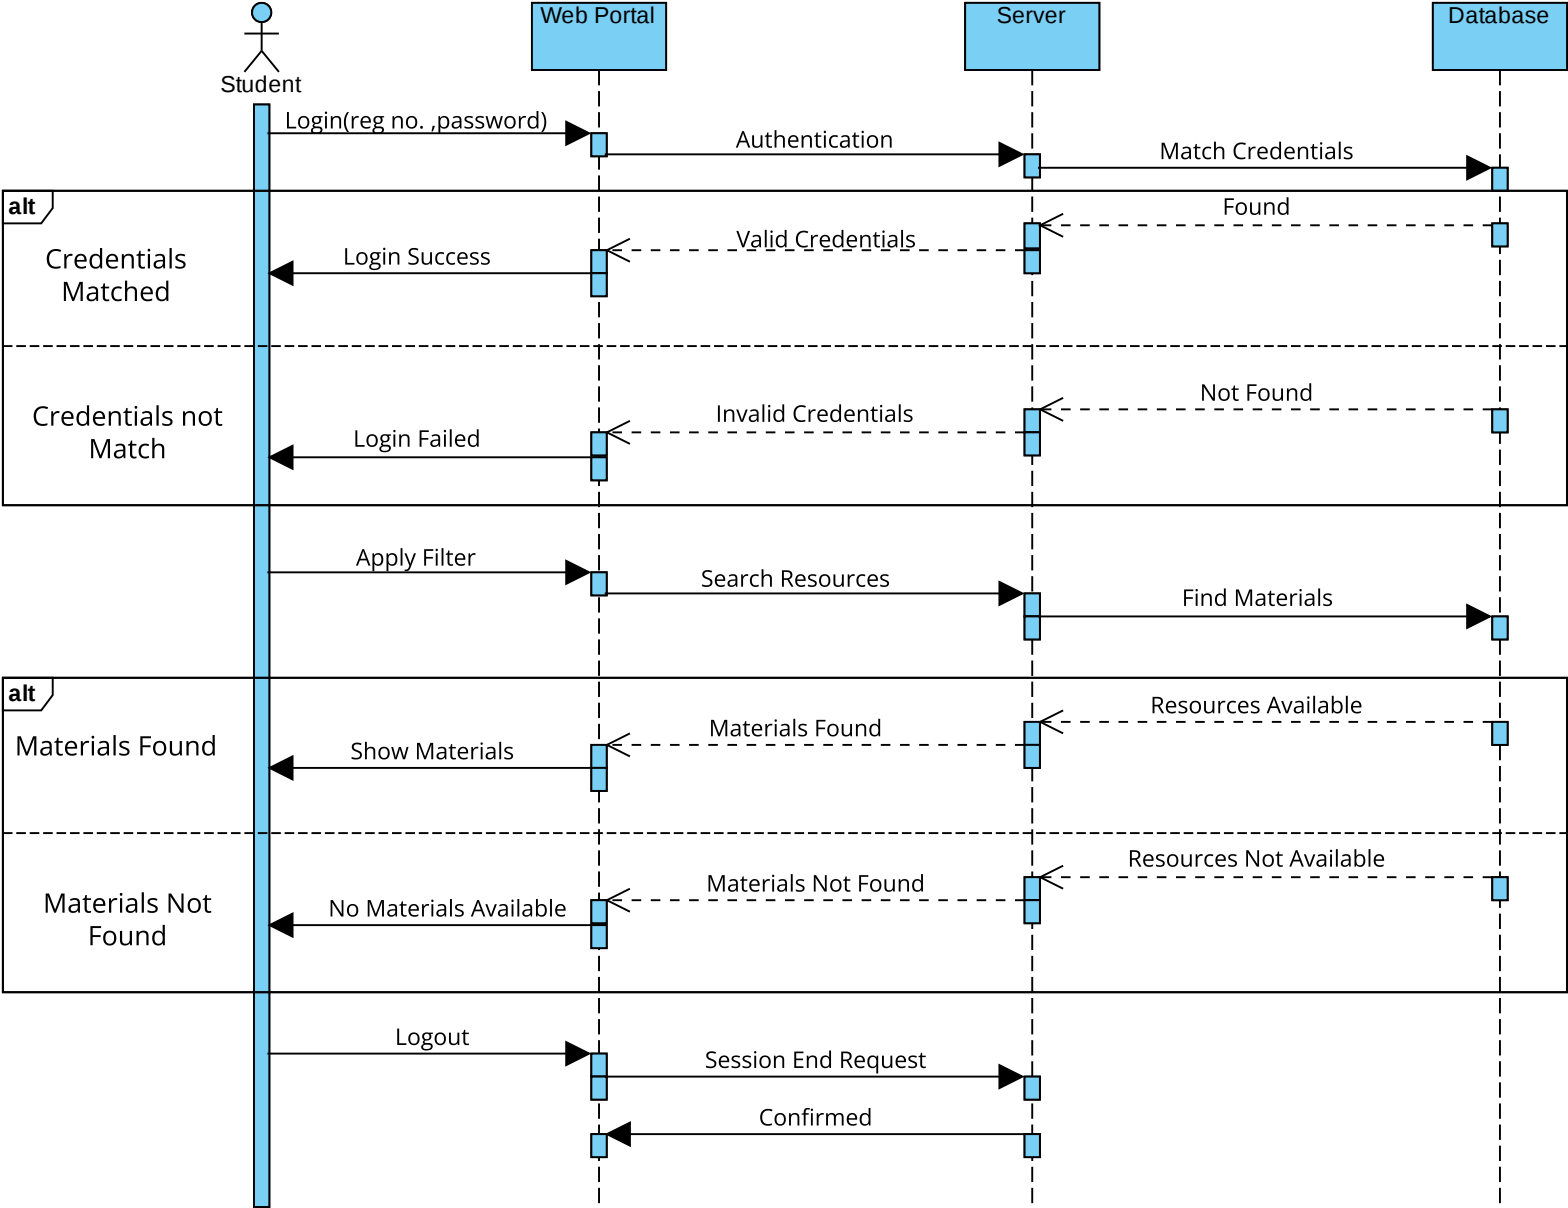 Student
Web Portal
Server
Database
Login(reg no. ,password)
Authentication
Match Credentials
alt
Found
Valid Credentials
Login Success
Credentials
Matched
Not Found
Invalid Credentials
Login Failed
Credentials not
Match
Apply Filter
Search Resources
Find Materials
alt
Resources Available
Materials Found
Show Materials
Materials Found
Resources Not Available
Materials Not Found
No Materials Available
Materials Not
Found
Logout
Session End Request
Confirmed